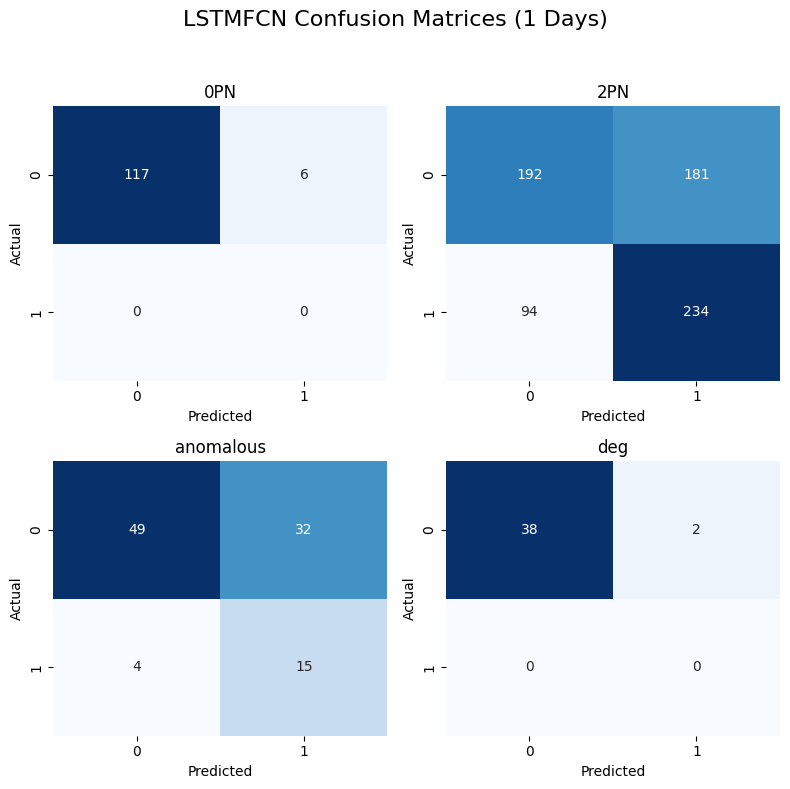 LSTMFCN Confusion Matrices (1 Days)
0PN
0
117
6
Actual
1
0
0
0
1
Predicted
2PN
0
192
181
Actual
1
94
234
0
1
Predicted
anomalous
0
49
32
Actual
1
4
15
0
1
Predicted
deg
0
38
2
Actual
1
0
0
0
1
Predicted